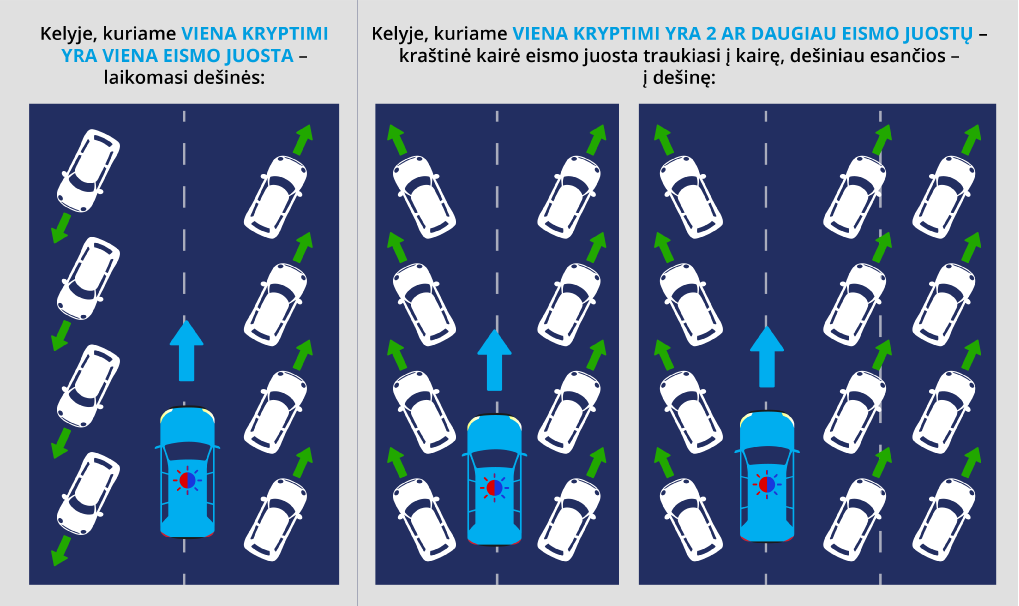 Kelyje, kuriame VIENA KRYPTIMI
YRA VIENA EISMO JUOSTA –
laikomasi dešinės:
Kelyje, kuriame VIENA KRYPTIMI YRA 2 AR DAUGIAU EISMO JUOSTŲ –
kraštinė kairė eismo juosta traukiasi į kairę, dešiniau esančios –
į dešinę: